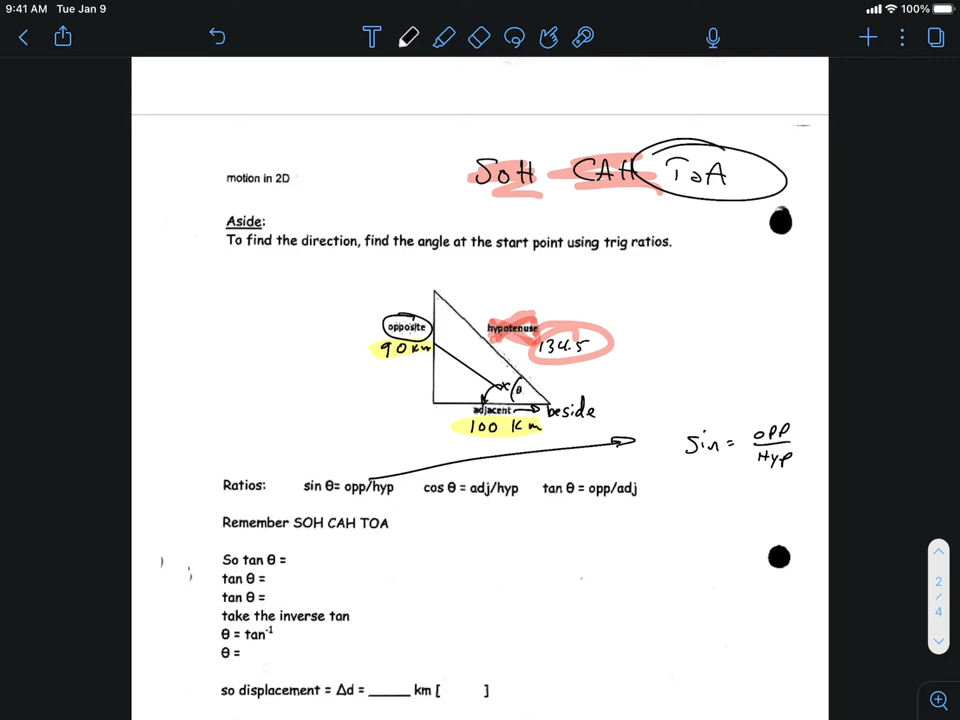 9:41 AM Tue Jan 9
100%
SOH CAH TOA
motion in 2D
Aside:
To find the direction, find the angle at the start point using trig ratios.
opposite
hypotenuse
90 Km
134.5
x θ
adjacent → beside
100 Km
sin = opp/Hyp
Ratios: sin θ= opp/hyp cos θ = adj/hyp tan θ = opp/adj
Remember SOH CAH TOA
So tan θ =
tan θ =
tan θ =
take the inverse tan
θ = tan⁻¹
θ =
so displacement = Δd = _____ km [ ]
2
/
4